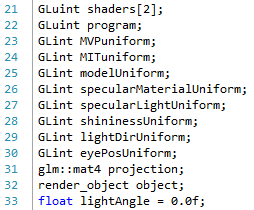 21 GLuint shaders[2];
22 GLuint program;
23 GLint MVPuniform;
24 GLint MITuniform;
25 GLint modelUniform;
26 GLint specularMaterialUniform;
27 GLint specularLightUniform;
28 GLint shininessUniform;
29 GLint lightDirUniform;
30 GLint eyePosUniform;
31 glm::mat4 projection;
32 render_object object;
33 float lightAngle = 0.0f;